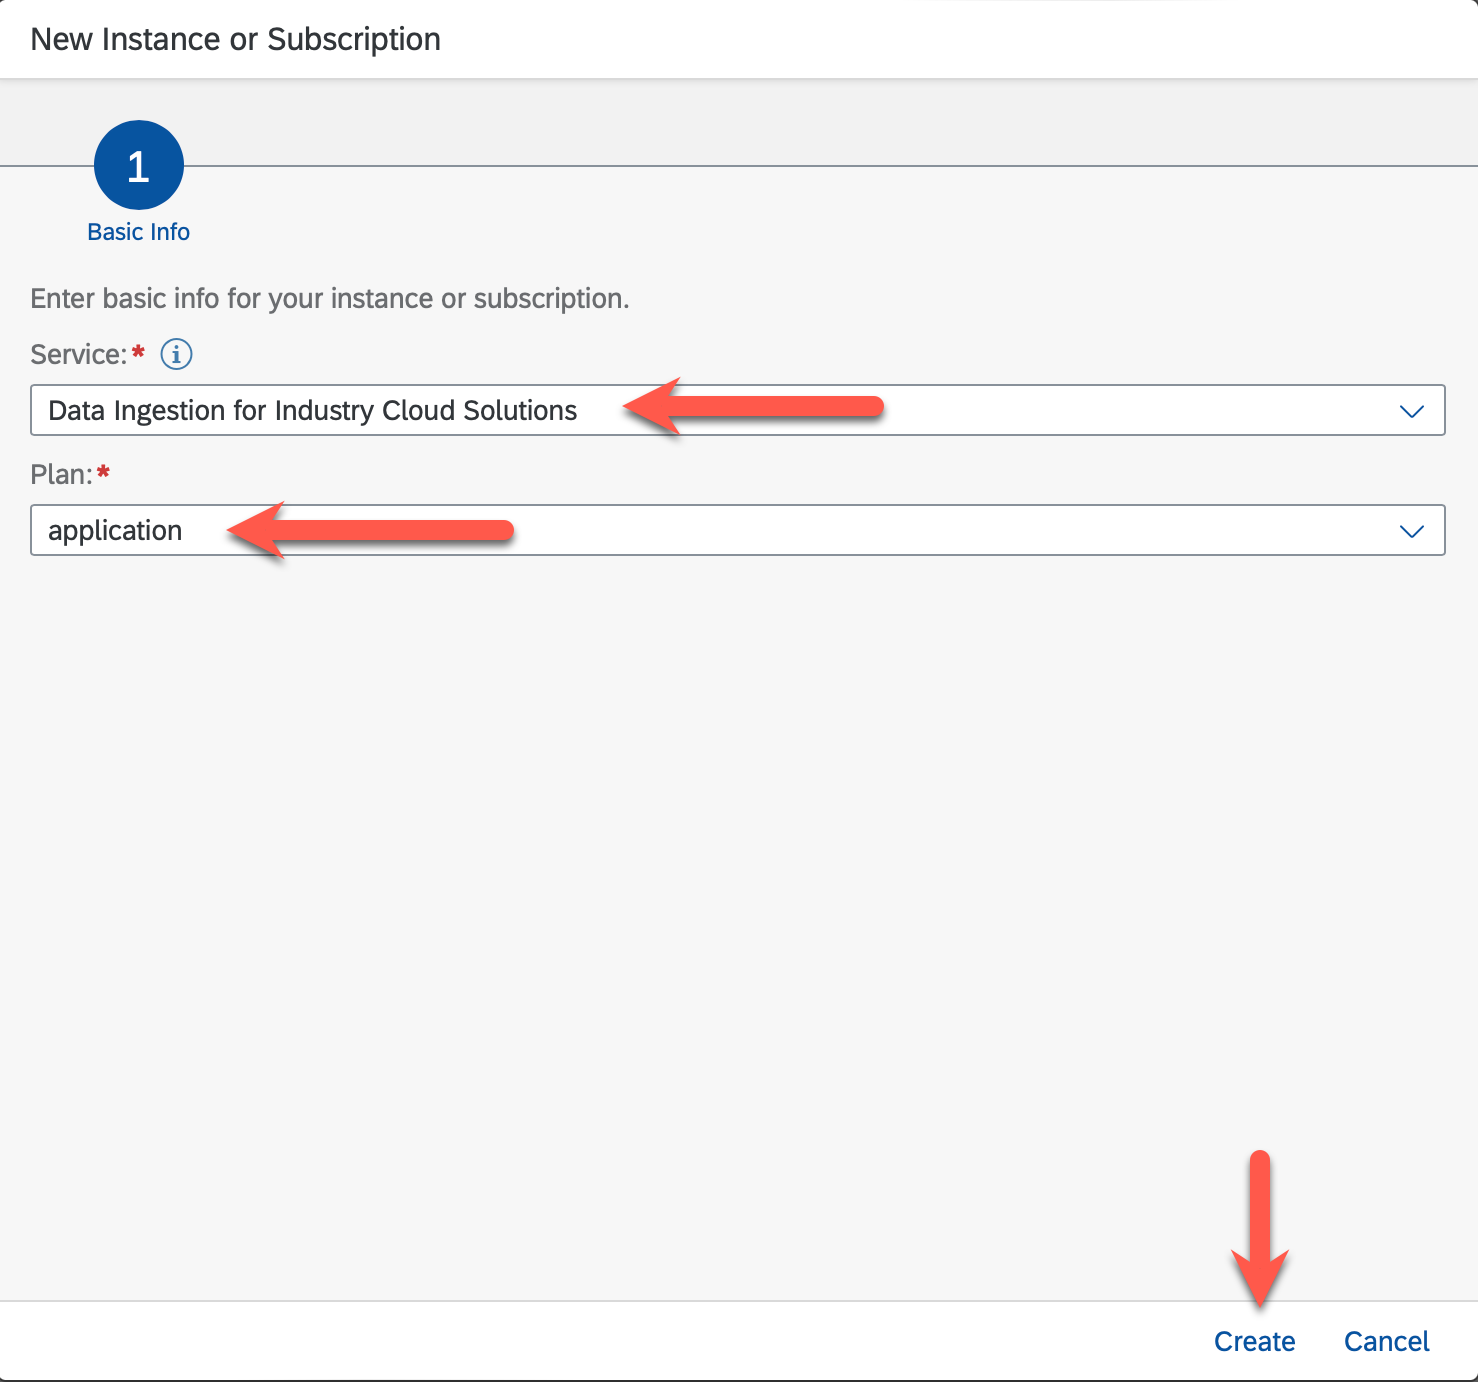 New Instance or Subscription
1
Basic Info
Enter basic info for your instance or subscription.
Service:*
Data Ingestion for Industry Cloud Solutions
Plan:*
application
Create Cancel